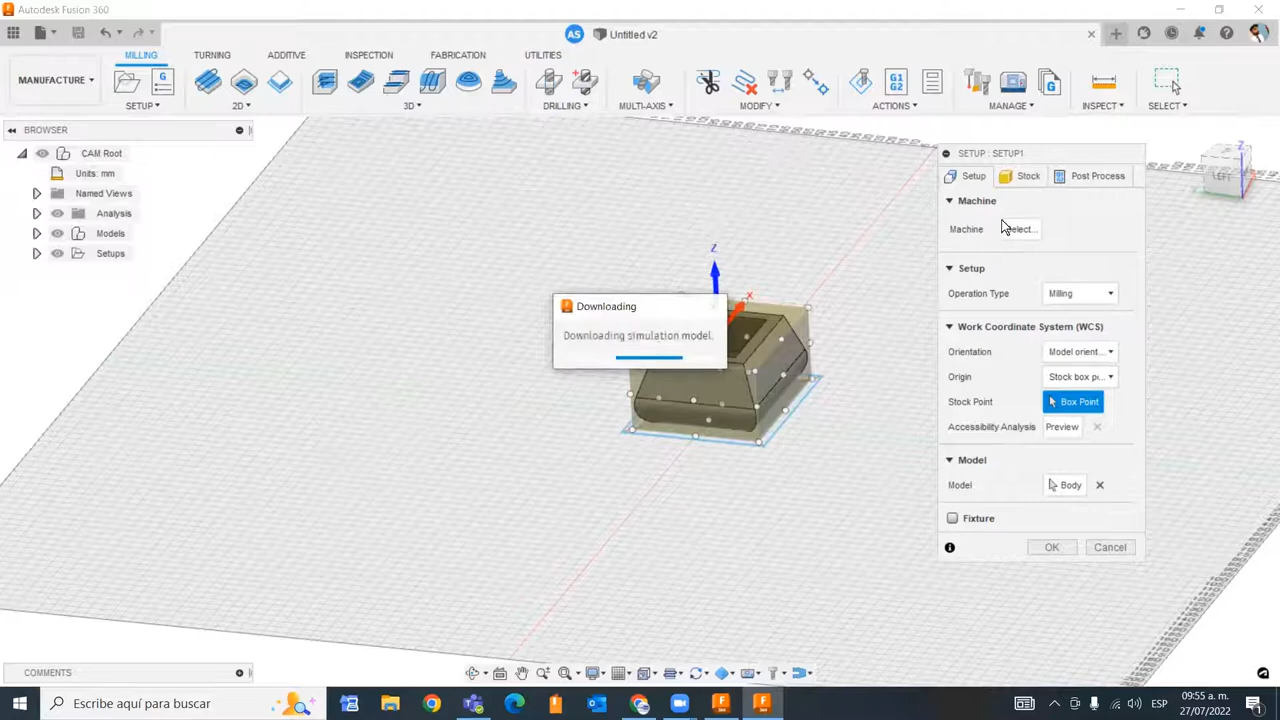 Autodesk Fusion 360
AS Untitled v2
MILLING TURNING ADDITIVE INSPECTION FABRICATION UTILITIES
MANUFACTURE
G
G1
G2
G
SETUP 2D 3D DRILLING MULTI-AXIS MODIFY ACTIONS MANAGE INSPECT SELECT
BROWSER
CAM Root
Units: mm
Named Views
Analysis
Models
Setups
Z
X
Z
LEFT
Downloading
Downloading simulation model.
SETUP : SETUP1
Setup Stock Post Process
Machine
Machine
Setup
Operation Type Milling
Work Coordinate System (WCS)
Orientation Model orient...
Origin Stock box p...
Stock Point Box Point
Accessibility Analysis Preview
Model
Model Body
Fixture
OK Cancel
COMMENTS
Escribe aquí para buscar
ESP
09:55 a. m.
27/07/2022